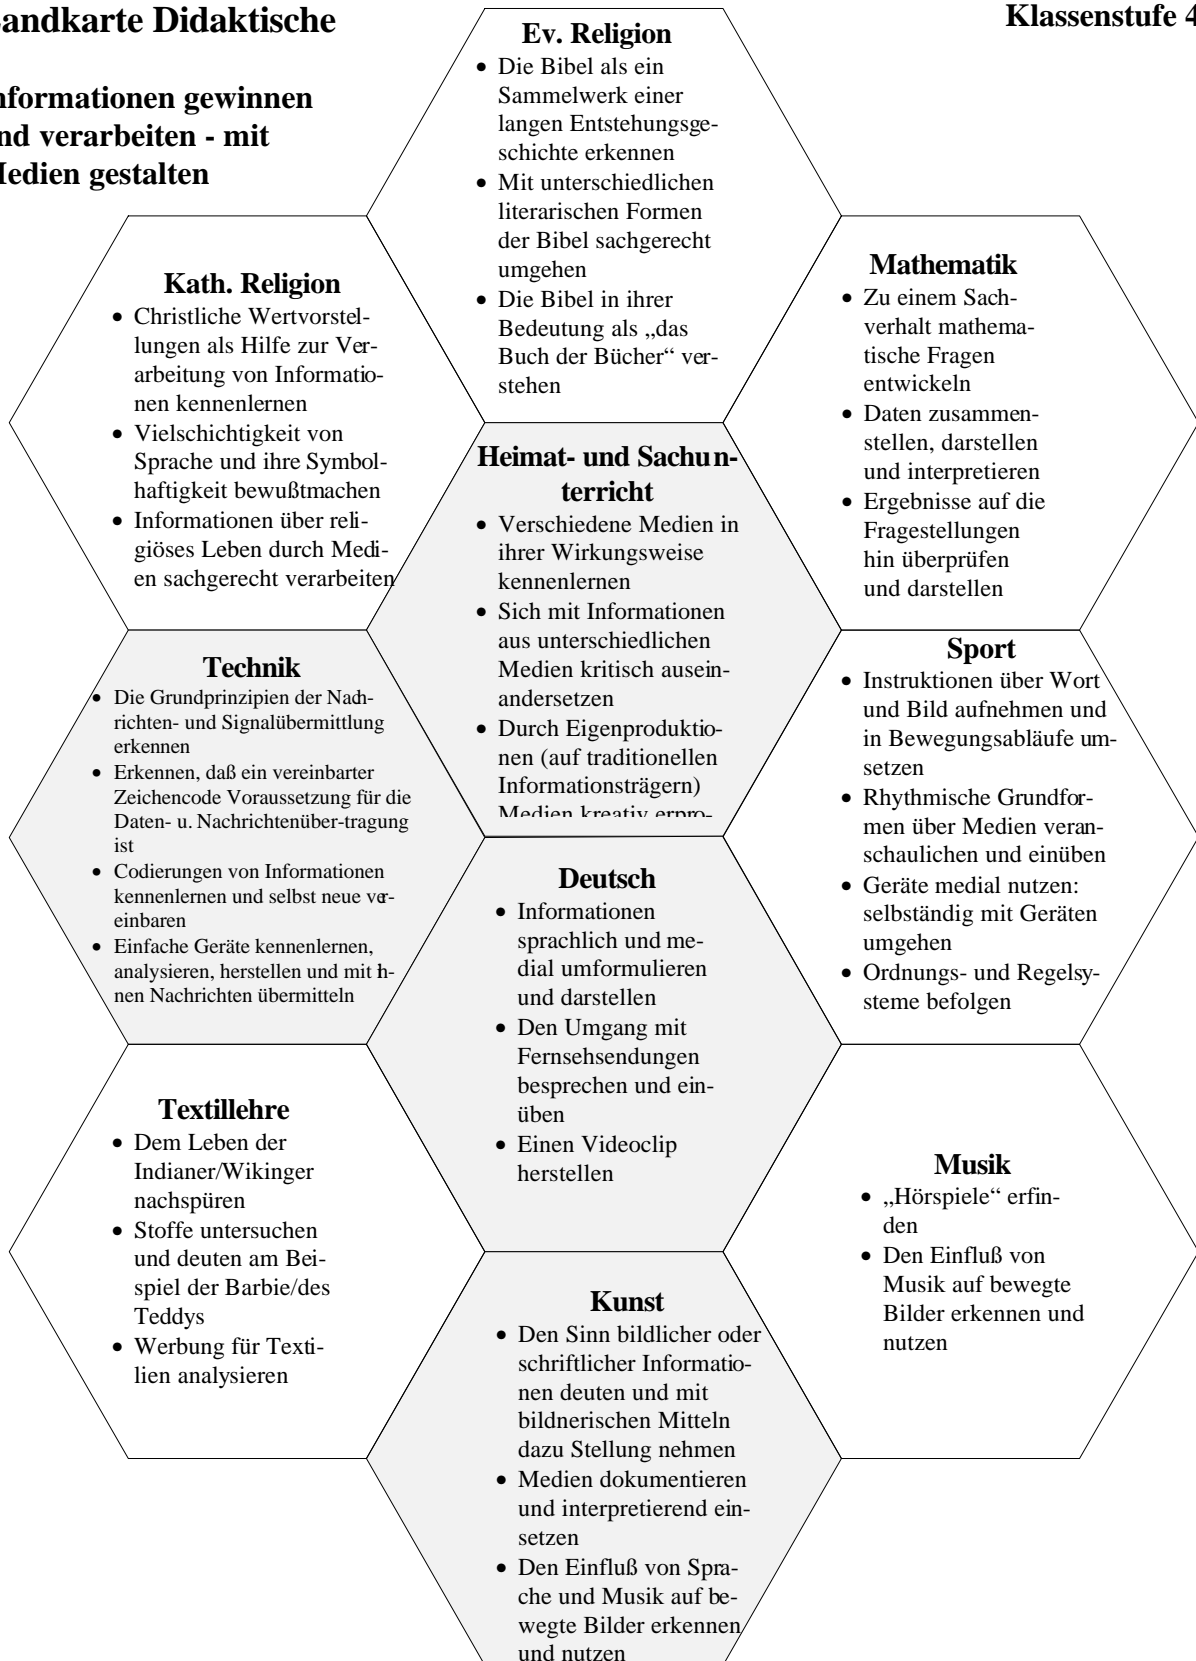 andkarte Didaktische
Klassenstufe 4
nformationen gewinnen
nd verarbeiten - mit
Medien gestalten
Ev. Religion
• Die Bibel als ein
Sammelwerk einer
langen Entstehungsge-
schichte erkennen
• Mit unterschiedlichen
literarischen Formen
der Bibel sachgerecht
umgehen
• Die Bibel in ihrer
Bedeutung als „das
Buch der Bücher“ ver-
stehen
Kath. Religion
• Christliche Wertvorstel-
lungen als Hilfe zur Ver-
arbeitung von Informatio-
nen kennenlernen
• Vielschichtigkeit von
Sprache und ihre Symbol-
haftigkeit bewußtmachen
• Informationen über reli-
giöses Leben durch Medi-
en sachgerecht verarbeiten
Mathematik
• Zu einem Sach-
verhalt mathema-
tische Fragen
entwickeln
• Daten zusammen-
stellen, darstellen
und interpretieren
• Ergebnisse auf die
Fragestellungen
hin überprüfen
und darstellen
Heimat- und Sachun-
terricht
• Verschiedene Medien in
ihrer Wirkungsweise
kennenlernen
• Sich mit Informationen
aus unterschiedlichen
Medien kritisch ausein-
andersetzen
• Durch Eigenproduktio-
nen (auf traditionellen
Informationsträgern)
Medien kreativ erpro-
Technik
• Die Grundprinzipien der Nach-
richten- und Signalübermittlung
erkennen
• Erkennen, daß ein vereinbarter
Zeichencode Voraussetzung für die
Daten- u. Nachrichtenüber-tragung
ist
• Codierungen von Informationen
kennenlernen und selbst neue ver-
einbaren
• Einfache Geräte kennenlernen,
analysieren, herstellen und mit ih-
nen Nachrichten übermitteln
Sport
• Instruktionen über Wort
und Bild aufnehmen und
in Bewegungsabläufe um-
setzen
• Rhythmische Grundfor-
men über Medien veran-
schaulichen und einüben
• Geräte medial nutzen:
selbständig mit Geräten
umgehen
• Ordnungs- und Regelsy-
steme befolgen
Deutsch
• Informationen
sprachlich und me-
dial umformulieren
und darstellen
• Den Umgang mit
Fernsehsendungen
besprechen und ein-
üben
• Einen Videoclip
herstellen
Textillehre
• Dem Leben der
Indianer/Wikinger
nachspüren
• Stoffe untersuchen
und deuten am Bei-
spiel der Barbie/des
Teddys
• Werbung für Texti-
lien analysieren
Musik
• „Hörspiele“ erfin-
den
• Den Einfluß von
Musik auf bewegte
Bilder erkennen und
nutzen
Kunst
• Den Sinn bildlicher oder
schriftlicher Informatio-
nen deuten und mit
bildnerischen Mitteln
dazu Stellung nehmen
• Medien dokumentieren
und interpretierend ein-
setzen
• Den Einfluß von Spra-
che und Musik auf be-
wegte Bilder erkennen
und nutzen